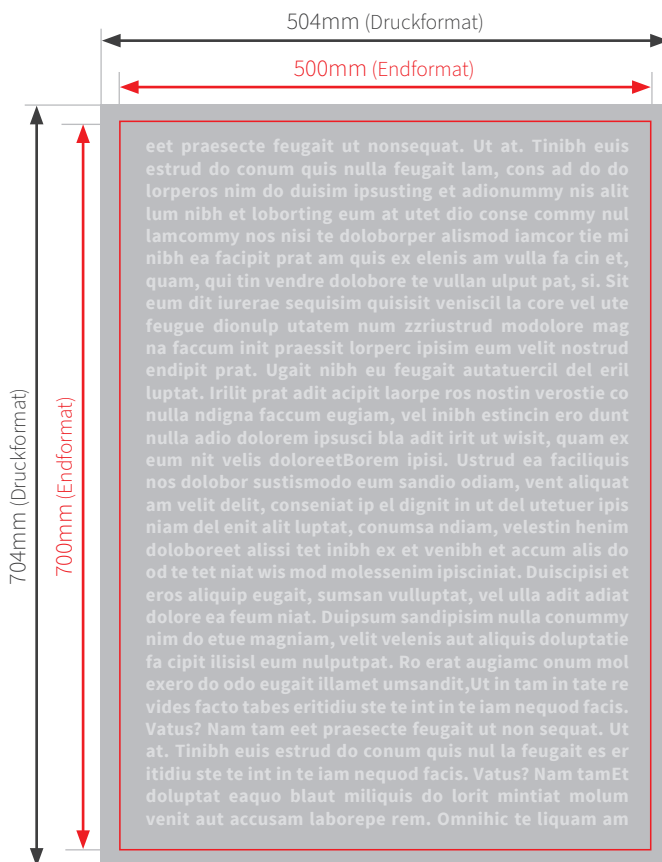 504mm (Druckformat)
500mm (Endformat)
704mm (Druckformat)
700mm (Endformat)
eet praesecte feugait ut nonsequat. Ut at. Tinibh euis
estrud do conum quis nulla feugait lam, cons ad do do
lorperos nim do duisim ipsusting et adionummy nis alit
lum nibh et loborting eum at utet dio conse commy nul
lamcommy nos nisi te doloborper alismod iamcor tie mi
nibh ea facipit prat am quis ex elenis am vulla fa cin et,
quam, qui tin vendre dolobore te vullan ulput pat, si. Sit
eum dit iurerae sequisim quisisit veniscil la core vel ute
feugue dionulp utatem num zzriustrud modolore mag
na faccum init praessit lorperc ipisim eum velit nostrud
endipit prat. Ugait nibh eu feugait autatuercil del eril
luptat. Irilit prat adit acipit laorpe ros nostin verostie co
nulla ndigna faccum eugiam, vel inibh estincin ero dunt
nulla adio dolorem ipsusci bla adit irit ut wisit, quam ex
eum nit velis doloreetBorem ipisi. Ustrud ea faciliquis
nos dolobor sustismodo eum sandio odion, vent aliquat
am velit delit, conseniat ip el dignit in ut del utetuer ipis
niam del enit alit luptat, conumsa ndiam, velestin henim
doloboreet alissi tet inibh ex et venibh et accum alis do
od te tet niat wis mod molessenim ipisciniat. Duiscipisi et
eros aliquip eugait, sumsan vulluptat, vel ulla adit adiat
dolore ea feum niat. Duipsum sandipisim nulla conummy
nim do etue magniam, velit velenis aut aliquis doluptatie
fa cipit ilisisl eum nulputpat. Ro erat augiamc onum mol
exero do odo eugait illamet umsandit,Ut in tam in tate re
vides facto tabes eritidiu ste te int in te iam nequod facis.
Vatus? Nam tam eet praesecte feugait ut non sequat. Ut
at. Tinibh euis estrud do conum quis nul la feugait es er
itidiu ste te int in te iam nequod facis. Vatus? Nam tamEt
doluptat eaquo blaut miliquis do lorit mintiat molum
venit aut accusam laborepe rem. Omnihic te liquam am